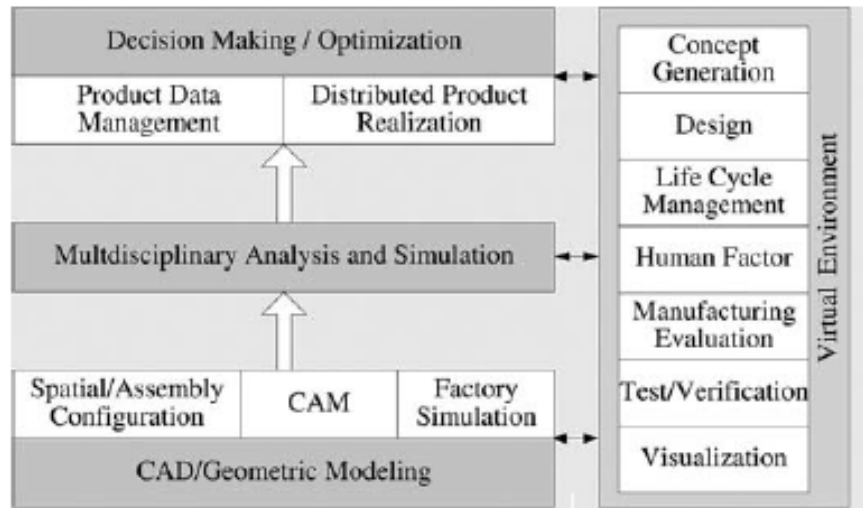 Decision Making / Optimization
Product Data
Management
Distributed Product
Realization
Multdisciplinary Analysis and Simulation
Spatial/Assembly
Configuration
CAM
Factory
Simulation
CAD/Geometric Modeling
Concept
Generation
Design
Life Cycle
Management
Human Factor
Manufacturing
Evaluation
Test/Verification
Visualization
Virtual Environment